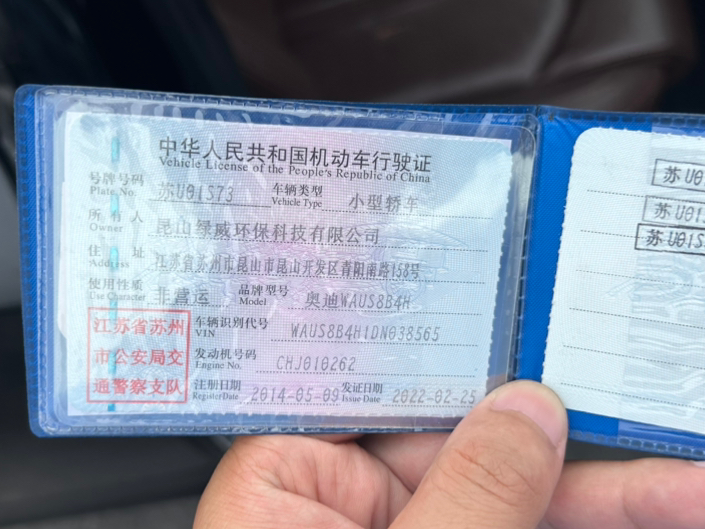 中华人民共和国机动车行驶证
Vehicle License of the People's Republic of China
号牌号码 苏U01S73 车辆类型 小型轿车
Plate No. Vehicle Type
所有人 昆山绿威环保科技有限公司
Owner
住址 江苏省苏州市昆山市昆山开发区青阳南路158号
Address
使用性质 非营运 品牌型号 奥迪WAUS8B4H
Use Character Model
江苏省苏州
市公安局交
通警察支队
车辆识别代号 WAUS8B4H1DN038565
VIN
发动机号码 CHJ010262
Engine No.
注册日期 2014-05-09 发证日期 2022-02-25
Register Date Issue Date
苏U0
苏U01
苏U01S